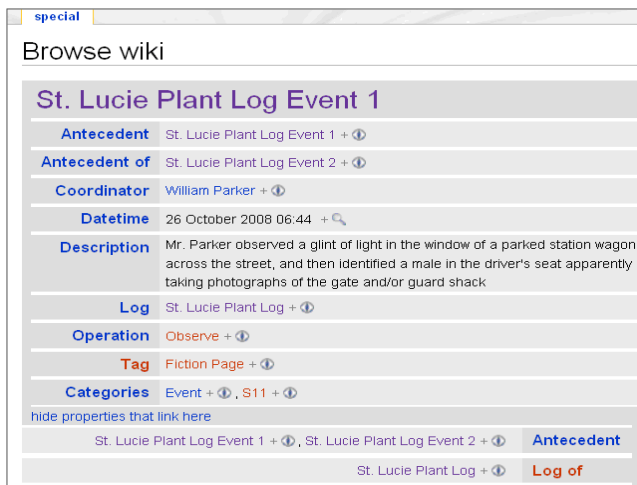 special
Browse wiki
St. Lucie Plant Log Event 1
Antecedent St. Lucie Plant Log Event 1 +
Antecedent of St. Lucie Plant Log Event 2 +
Coordinator William Parker +
Datetime 26 October 2008 06:44 +
Description Mr. Parker observed a glint of light in the window of a parked station wagon
across the street, and then identified a male in the driver's seat apparently
taking photographs of the gate and/or guard shack
Log St. Lucie Plant Log +
Operation Observe +
Tag Fiction Page +
Categories Event + , S11 +
hide properties that link here
St. Lucie Plant Log Event 1 + , St. Lucie Plant Log Event 2 + Antecedent
St. Lucie Plant Log + Log of